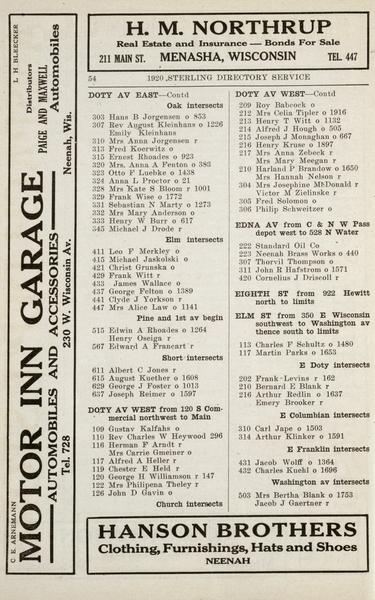 H. M. NORTHRUP
Real Estate and Insurance — Bonds For Sale
211 MAIN ST. MENASHA, WISCONSIN TEL. 447
C. E. ARNEMANN
L. H. BLEECKER
MOTOR INN GARAGE
Distributors
PAIGE AND MAXWELL
Automobiles
AUTOMOBILES AND ACCESSORIES
Tel. 728
230 W. Wisconsin Av.
Neenah, Wis.
54 1920 STERLING DIRECTORY SERVICE
DOTY AV EAST—Contd
Oak intersects
303 Hans B Jorgensen o 853
307 Rev August Kleinhans o 1226
Emily Kleinhans
310 Mrs Anna Jorgensen r
313 Fred Koerwitz o
315 Ernest Rhoades o 923
320 Mrs. Anna A Fenton o 383
323 Otto F Luebke o 1438
324 Anna L Proctor o 21
328 Mrs Kate S Bloom r 1001
329 Frank Wise o 1772
331 Sebastian N Marty o 1273
332 Mrs Mary Anderson o
333 Henry W Burr o 617
345 Michael J Drode r
Elm intersects
411 Leo F Merkley o
415 Michael Jaskolski o
421 Christ Grunska o
429 Frank Witt r
433 James Wallace o
437 George Felton o 1389
441 Clyde J Yorkson r
447 Mrs Alice Law o 1141
Pine and 1st av begin
515 Edwin A Rhoades o 1264
Henry Oseiga r
567 Edward A Francart r
Short intersects
611 Albert C Jones r
615 August Kuether o 1608
629 George J Foster o 1013
637 Joseph Reimer o 1597
DOTY AV WEST from 120 S Commercial northwest to Main
109 Gustav Kalfahs o
110 Rev Charles W Heywood 296
116 Herman F Arndt r
Mrs Carrie Gmeiner o
117 Alfred A Heller r
119 Chester E Held r
120 George H Williamson r 147
122 Mrs Philipena Theley r
126 John D Gavin o
Church intersects
DOTY AV WEST—Contd
209 Roy Babcock o
212 Mrs Celia Tipler o 1916
213 Henry T Witt o 1132
214 Alfred J Hough o 505
215 Joseph J Monaghan o 667
216 Henry Kruse o 1897
217 Mrs Anna Zebeck r
Mrs Mary Meegan r
210 Harland P Brandow o 1650
Mrs Hannah Nelson r
304 Mrs Josephine McDonald r
Victor M Zielinske r
305 Fred Solomon o
306 Philip Schweitzer o
EDNA AV from C & N W Pass depot west to 528 N Water
222 Standard Oil Co
223 Neenah Brass Works o 440
307 Thorvil Thompson o
311 John R Hafstrom o 1571
420 Cornelius J Driscoll r
EIGHTH ST from 922 Hewitt north to limits
ELM ST from 350 E Wisconsin southwest to Washington av thence south to limits
113 Charles F Schultz o 1480
117 Martin Parks o 1653
E Doty intersects
202 Frank Levins r 162
210 Bernard E Blank r
216 Arthur Redlin o 1637
Emery Brooker r
E Columbian intersects
310 Carl Jape o 1503
314 Arthur Klinker o 1591
E Franklin intersects
431 Jacob Wolff o 1364
432 Charles Kuehl o 1696
Washington av intersects
503 Mrs Bertha Blank o 1753
Jacob J Gaertner r
HANSON BROTHERS
Clothing, Furnishings, Hats and Shoes
NEENAH